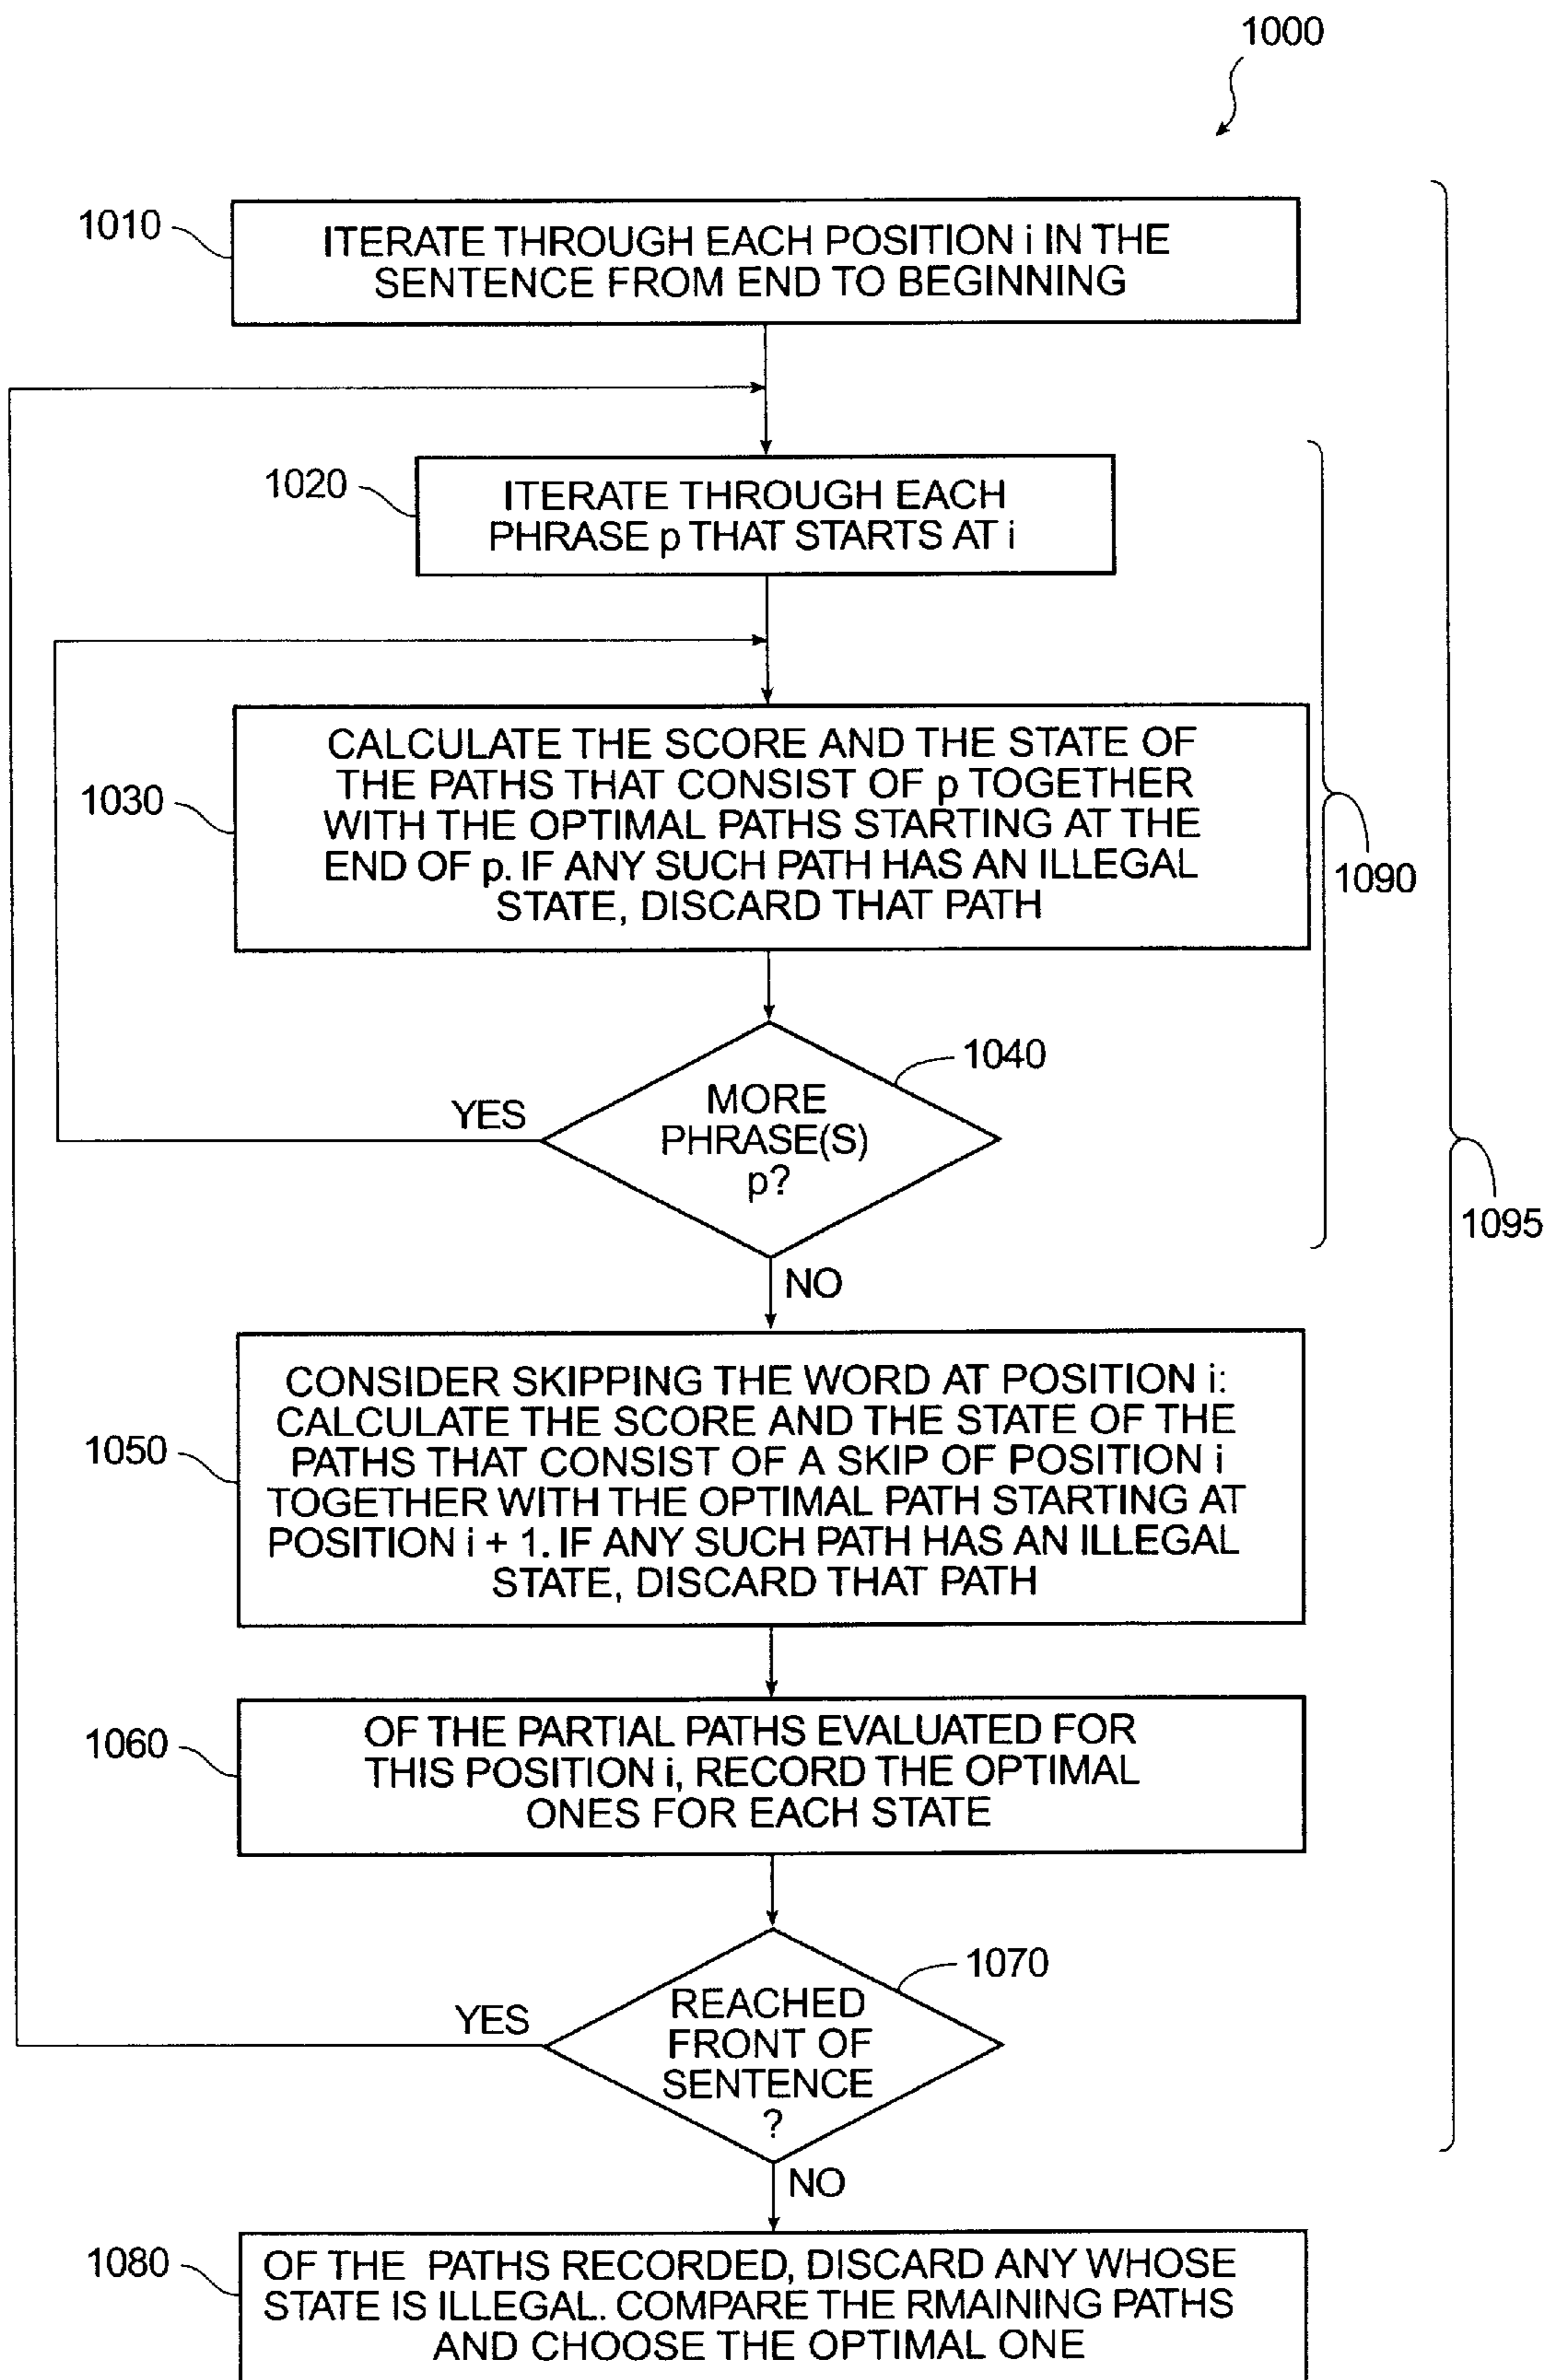 1000
1010
ITERATE THROUGH EACH POSITION i IN THE
SENTENCE FROM END TO BEGINNING
1020
ITERATE THROUGH EACH
PHRASE p THAT STARTS AT i
1030
CALCULATE THE SCORE AND THE STATE OF
THE PATHS THAT CONSIST OF p TOGETHER
WITH THE OPTIMAL PATHS STARTING AT THE
END OF p. IF ANY SUCH PATH HAS AN ILLEGAL
STATE, DISCARD THAT PATH
1090
1040
MORE
PHRASE(S)
p?
YES
NO
1095
1050
CONSIDER SKIPPING THE WORD AT POSITION i:
CALCULATE THE SCORE AND THE STATE OF THE
PATHS THAT CONSIST OF A SKIP OF POSITION i
TOGETHER WITH THE OPTIMAL PATH STARTING AT
POSITION i + 1. IF ANY SUCH PATH HAS AN ILLEGAL
STATE, DISCARD THAT PATH
1060
OF THE PARTIAL PATHS EVALUATED FOR
THIS POSITION i, RECORD THE OPTIMAL
ONES FOR EACH STATE
1070
REACHED
FRONT OF
SENTENCE
?
YES
NO
1080
OF THE PATHS RECORDED, DISCARD ANY WHOSE
STATE IS ILLEGAL. COMPARE THE RMAINING PATHS
AND CHOOSE THE OPTIMAL ONE